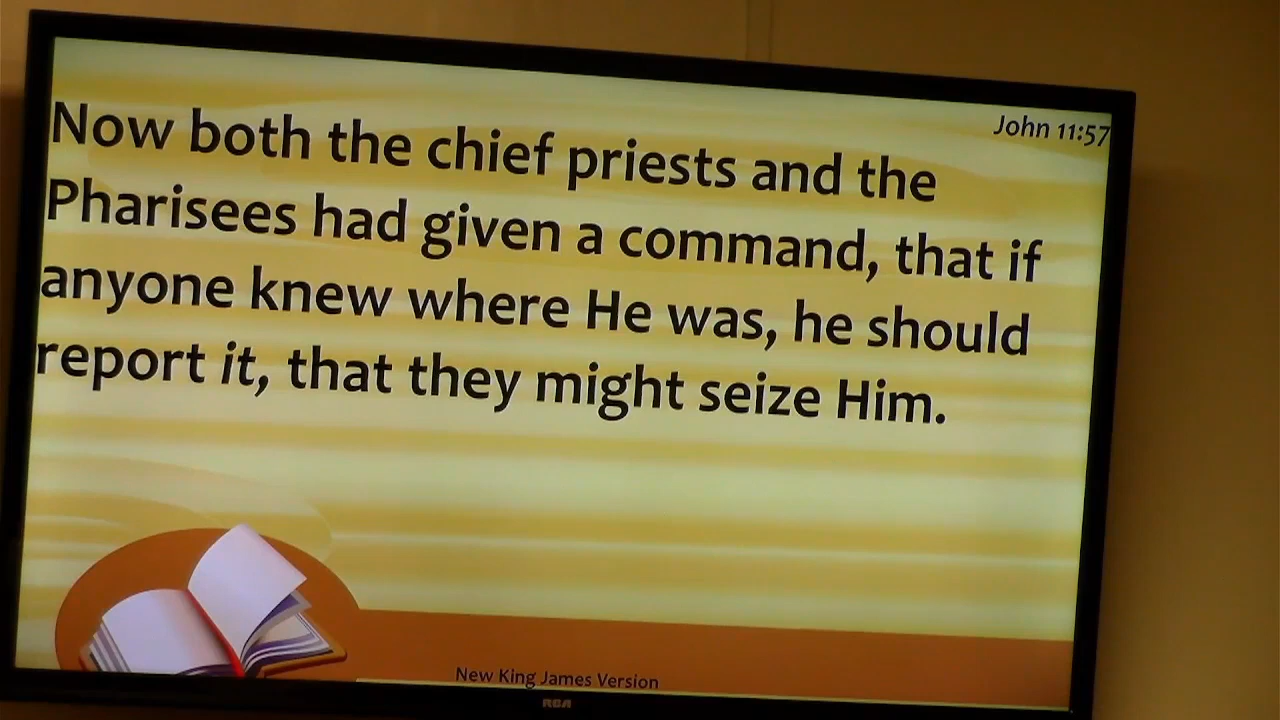 John 11:57
Now both the chief priests and the
Pharisees had given a command, that if
anyone knew where He was, he should
report it, that they might seize Him.
New King James Version
RCA